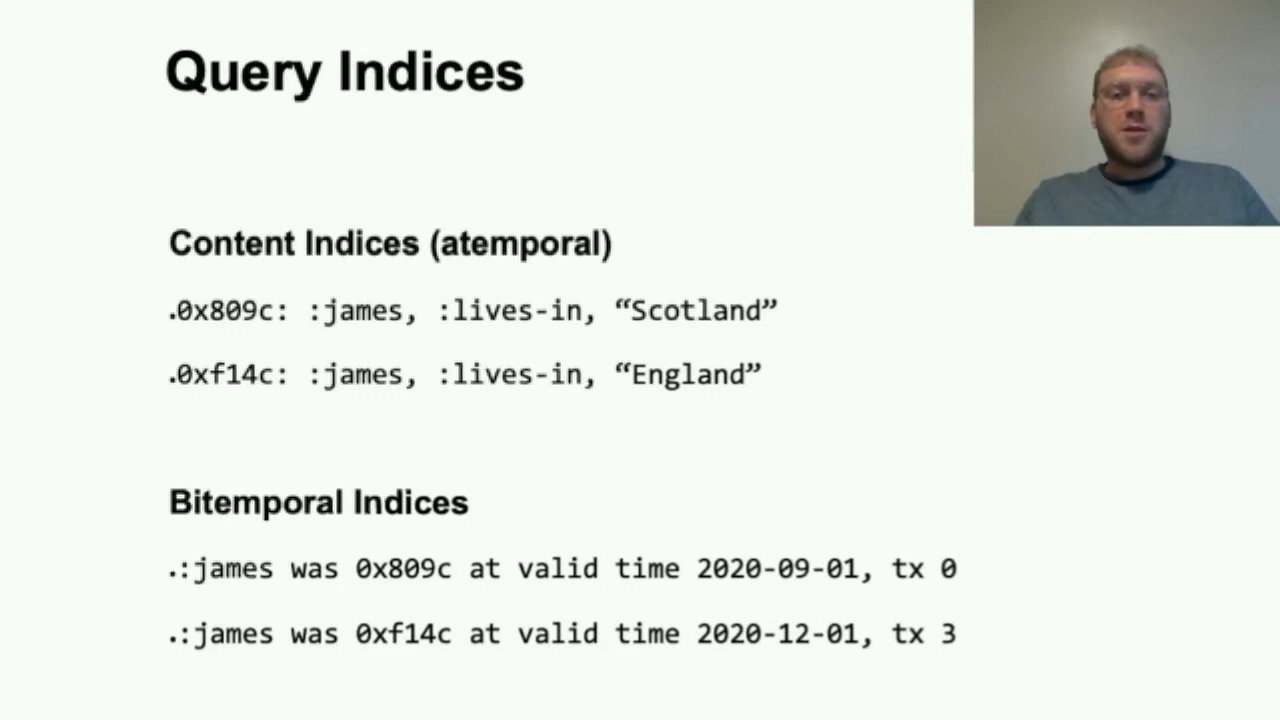 Query Indices
Content Indices (atemporal)
.0x809c: :james, :lives-in, “Scotland”
.0xf14c: :james, :lives-in, “England”
Bitemporal Indices
.:james was 0x809c at valid time 2020-09-01, tx 0
.:james was 0xf14c at valid time 2020-12-01, tx 3